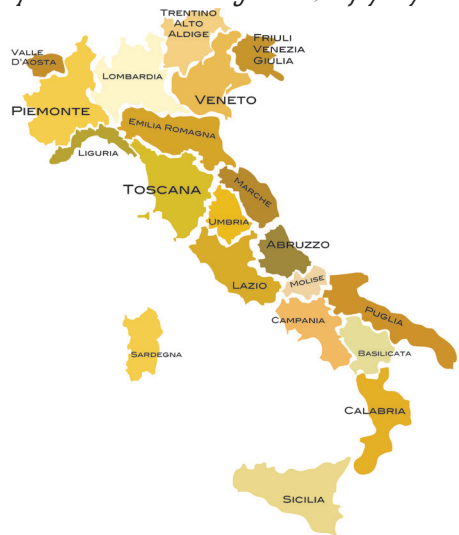 TRENTINO
ALTO
ALDIGE
FRIULI
VENEZIA
GIULIA
VALLE
D'AOSTA
LOMBARDIA
VENETO
PIEMONTE
EMILIA ROMAGNA
LIGURIA
TOSCANA
MARCHE
UMBRIA
ABRUZZO
LAZIO
MOLISE
CAMPANIA
PUGLIA
SARDEGNA
BASILICATA
CALABRIA
SICILIA